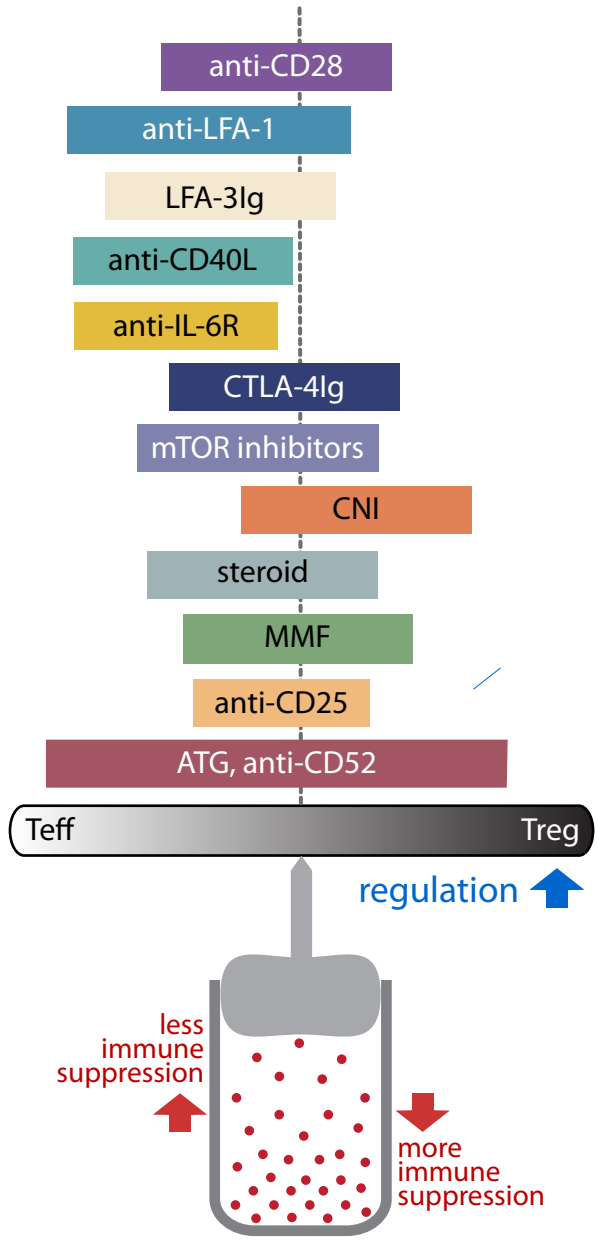 anti-CD28
anti-LFA-1
LFA-3Ig
anti-CD40L
anti-IL-6R
CTLA-4Ig
mTOR inhibitors
CNI
steroid
MMF
anti-CD25
ATG, anti-CD52
Teff
Treg
regulation
less
immune
suppression
more
immune
suppression